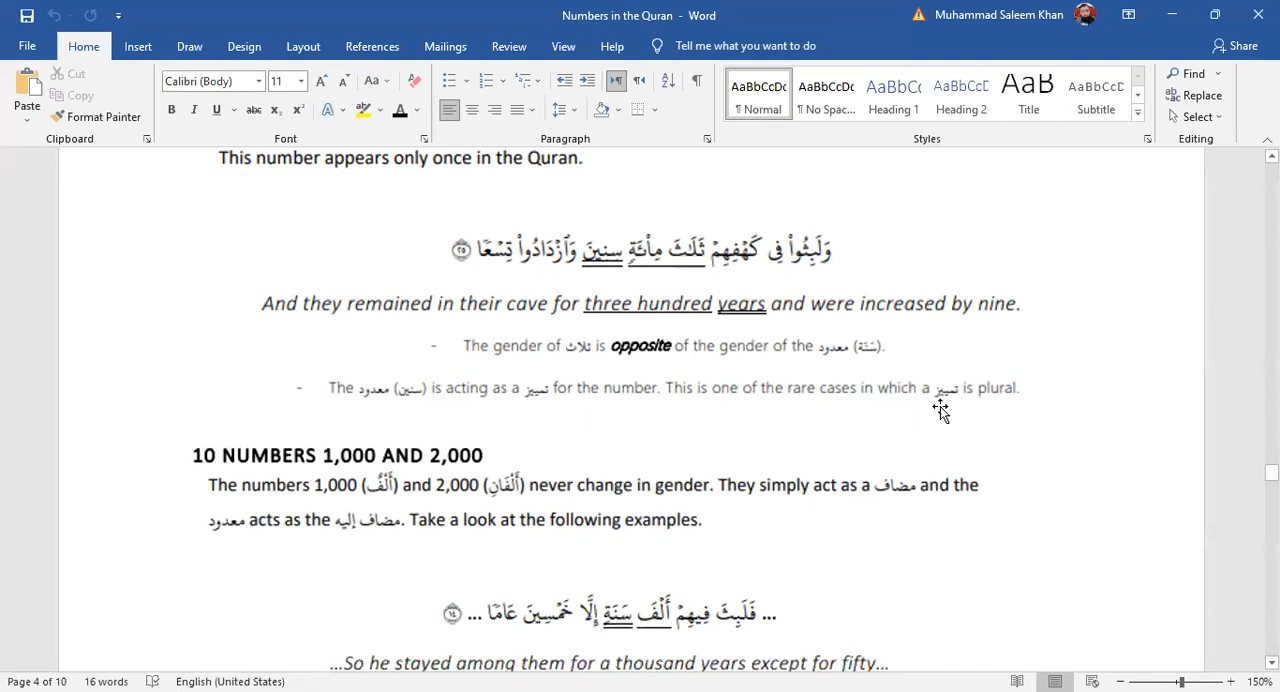 Numbers in the Quran - Word
Muhammad Saleem Khan
File Home Insert Draw Design Layout References Mailings Review View Help Tell me what you want to do Share
Paste
Cut
Copy
Format Painter
Clipboard
Calibri (Body) 11
Font
Paragraph
AaBbCcDc
¶ Normal
AaBbCcDc
¶ No Spac...
AaBbCc
Heading 1
AaBbCcD
Heading 2
AaB
Title
AaBbCcD
Subtitle
Styles
Find
Replace
Select
Editing
This number appears only once in the Quran.
وَلَبِثُوا۟ فِى كَهْفِهِمْ ثَلَـٰثَ مِا۟ئَةٍۢ سِنِينَ وَٱزْدَادُوا۟ تِسْعًا ٢٥
And they remained in their cave for three hundred years and were increased by nine.
- The gender of ثلاث is opposite of the gender of the معدود (سَنَة).
- The معدود (سنين) is acting as a تمييز for the number. This is one of the rare cases in which a تمييز is plural.
10 NUMBERS 1,000 AND 2,000
The numbers 1,000 (أَلْفٌ) and 2,000 (أَلْفَانِ) never change in gender. They simply act as a مضاف and the
معدود acts as the مضاف إليه. Take a look at the following examples.
... فَلَبِثَ فِيهِمْ أَلْفَ سَنَةٍ إِلَّا خَمْسِينَ عَامًا ... ١٤
...So he stayed among them for a thousand years except for fifty...
Page 4 of 10 16 words English (United States) 150%